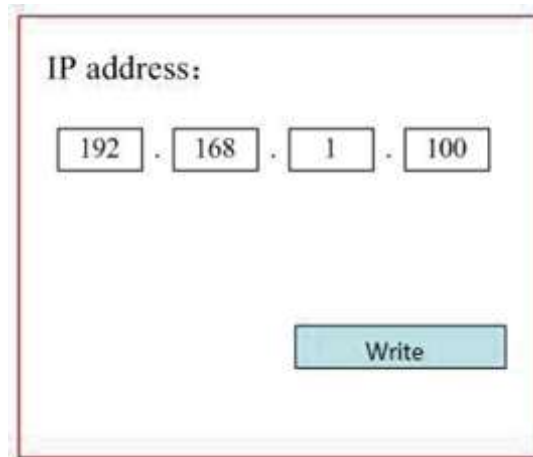 IP address：
192 . 168 . 1 . 100
Write